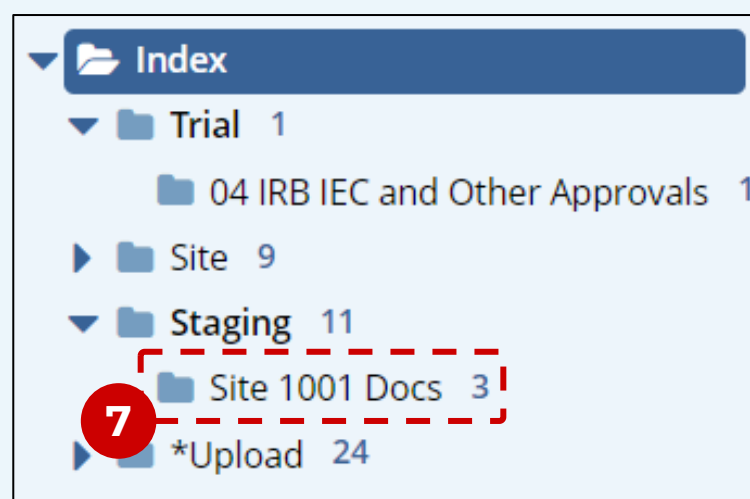 Index
Trial 1
04 IRB IEC and Other Approvals 1
Site 9
Staging 11
Site 1001 Docs 3
7
*Upload 24